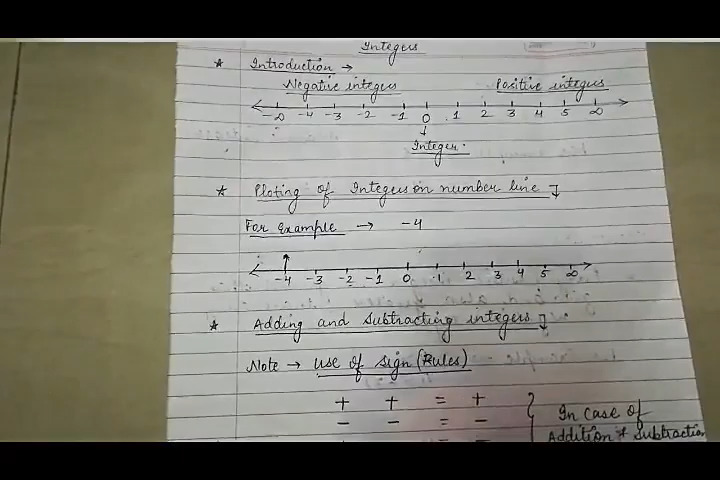 Integers
* Introduction →
Negative integers Positive integers
-∞ -4 -3 -2 -1 0 1 2 3 4 5 ∞
Integer.
* Ploting of Integers on number line
For Example → -4
-4 -3 -2 -1 0 1 2 3 4 5 ∞
* Adding and Subtracting integers
Note → use of sign (Rules)
+ + = +
- - = -
In case of
Addition & Subtraction